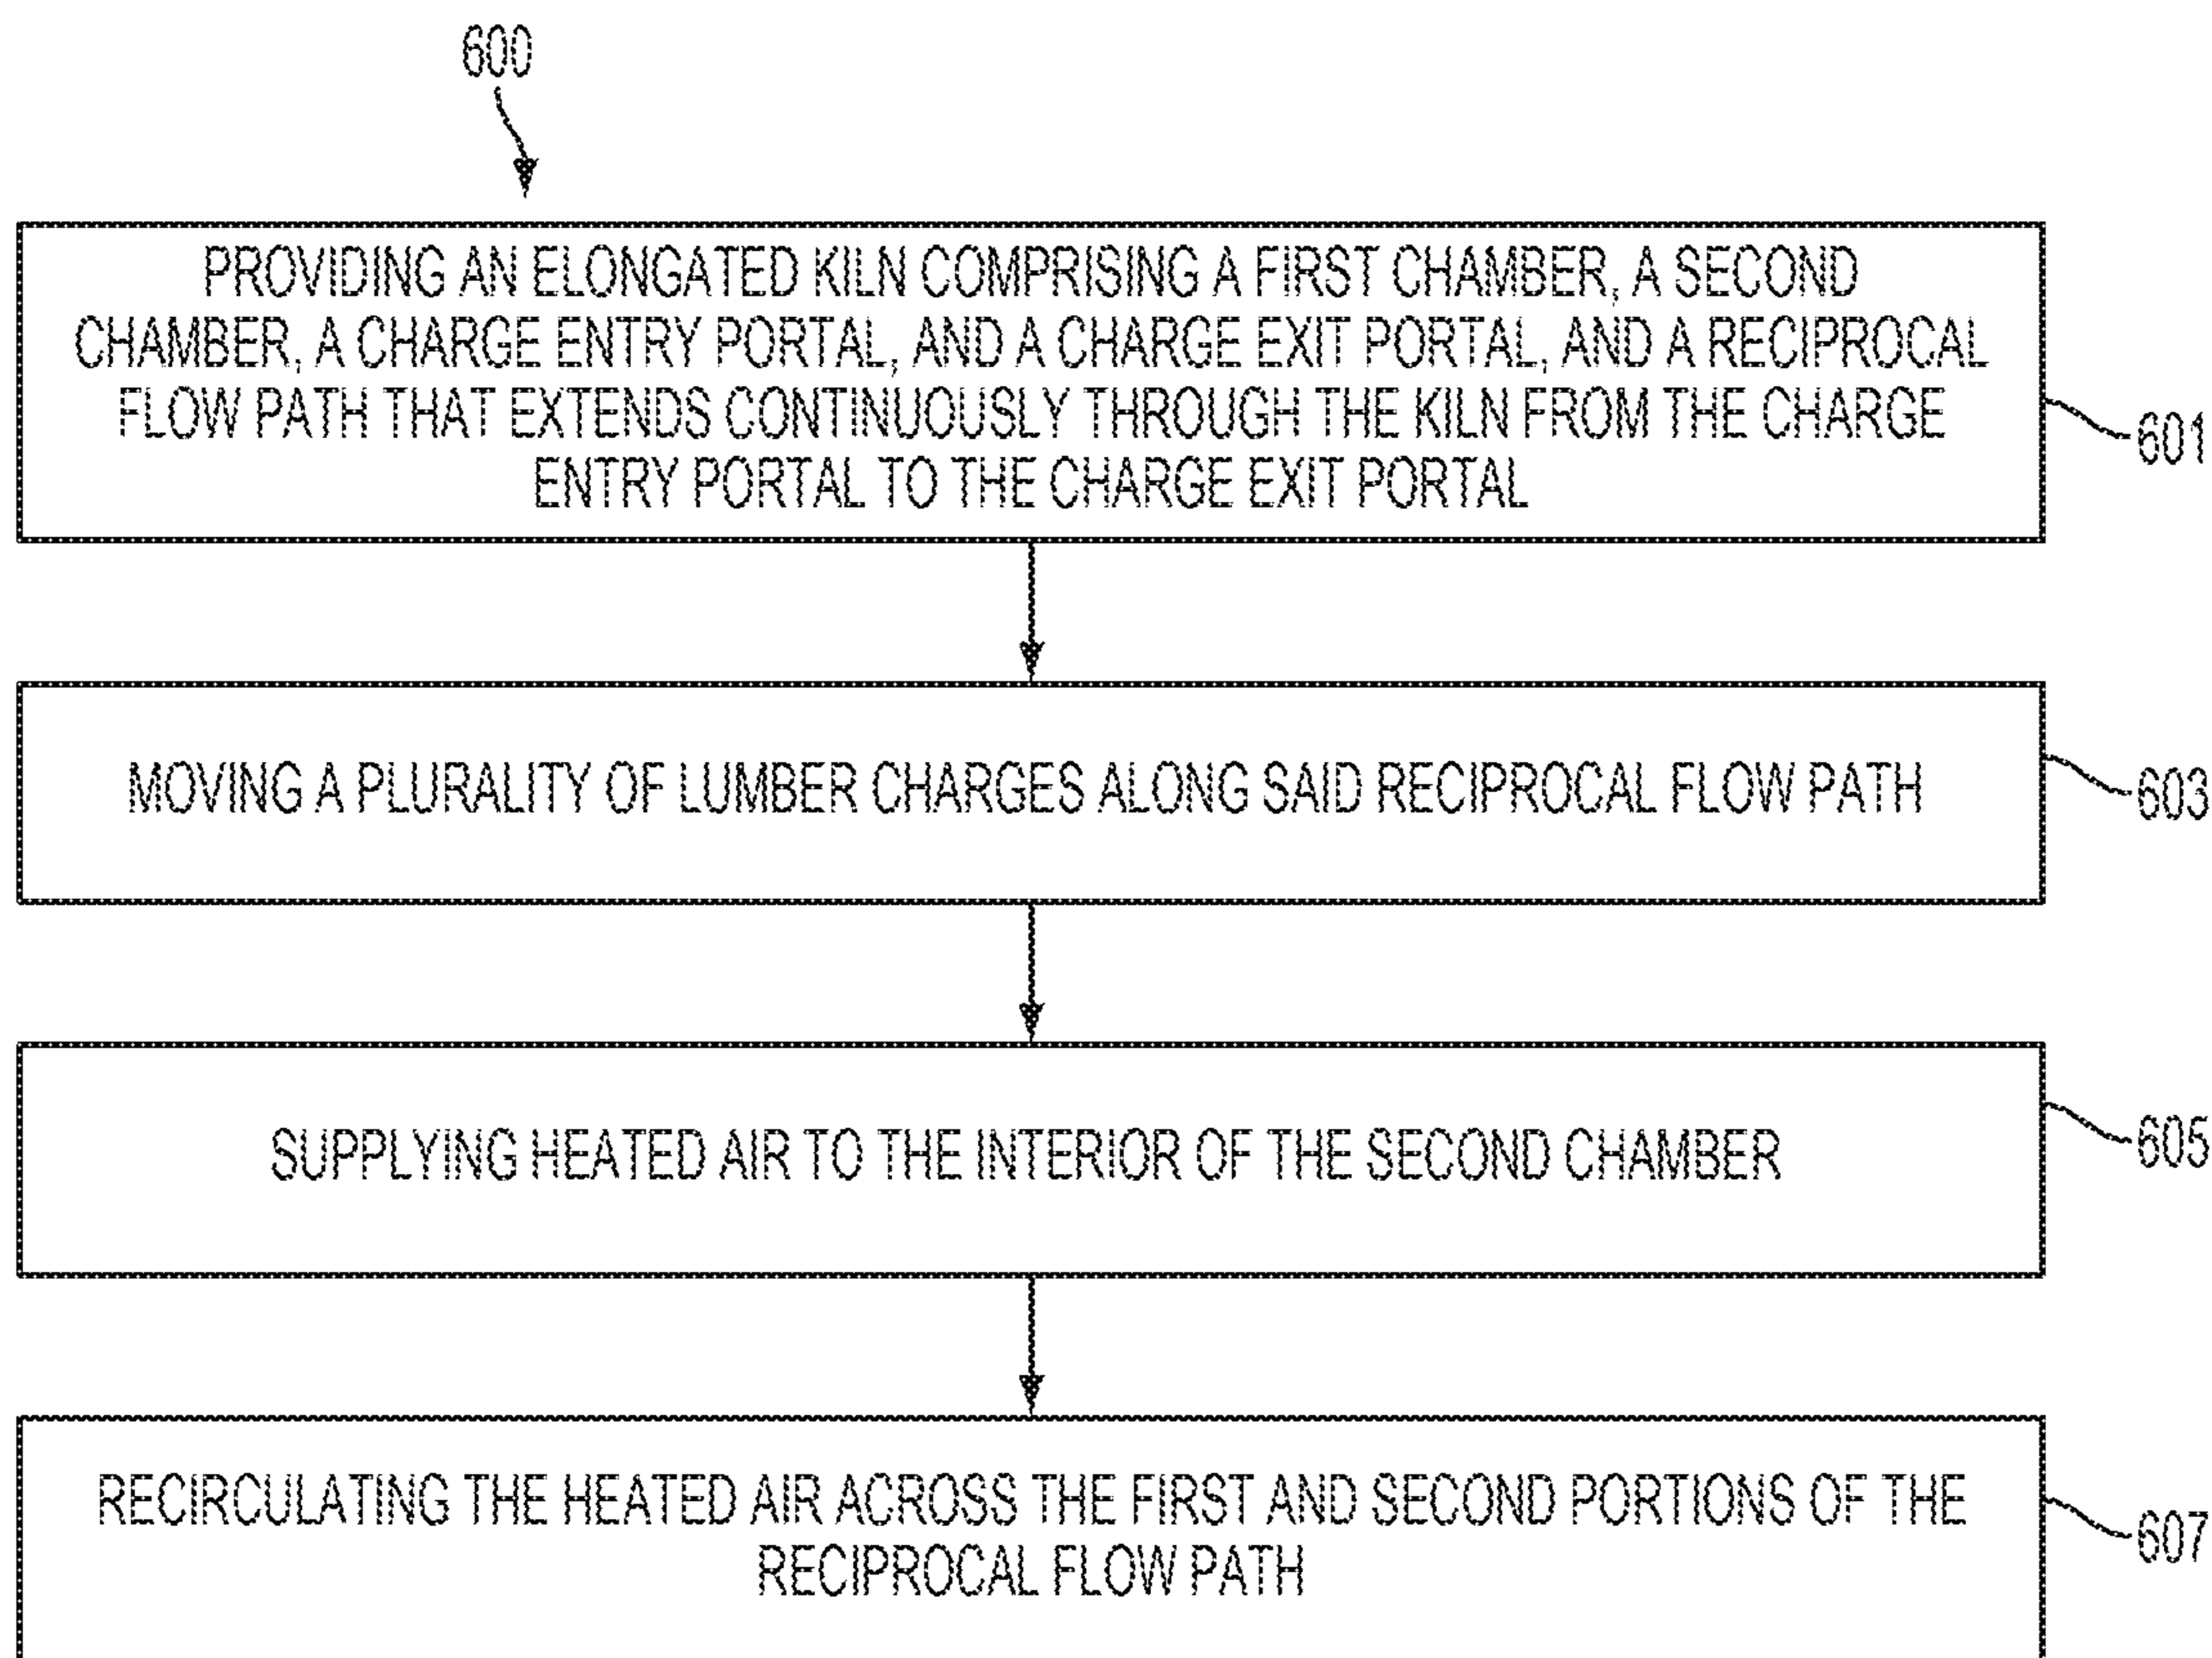 600
PROVIDING AN ELONGATED KILN COMPRISING A FIRST CHAMBER, A SECOND
CHAMBER, A CHARGE ENTRY PORTAL, AND A CHARGE EXIT PORTAL, AND A RECIPROCAL
FLOW PATH THAT EXTENDS CONTINUOUSLY THROUGH THE KILN FROM THE CHARGE
ENTRY PORTAL TO THE CHARGE EXIT PORTAL
601
MOVING A PLURALITY OF LUMBER CHARGES ALONG SAID RECIPROCAL FLOW PATH
603
SUPPLYING HEATED AIR TO THE INTERIOR OF THE SECOND CHAMBER
605
RECIRCULATING THE HEATED AIR ACROSS THE FIRST AND SECOND PORTIONS OF THE
RECIPROCAL FLOW PATH
607